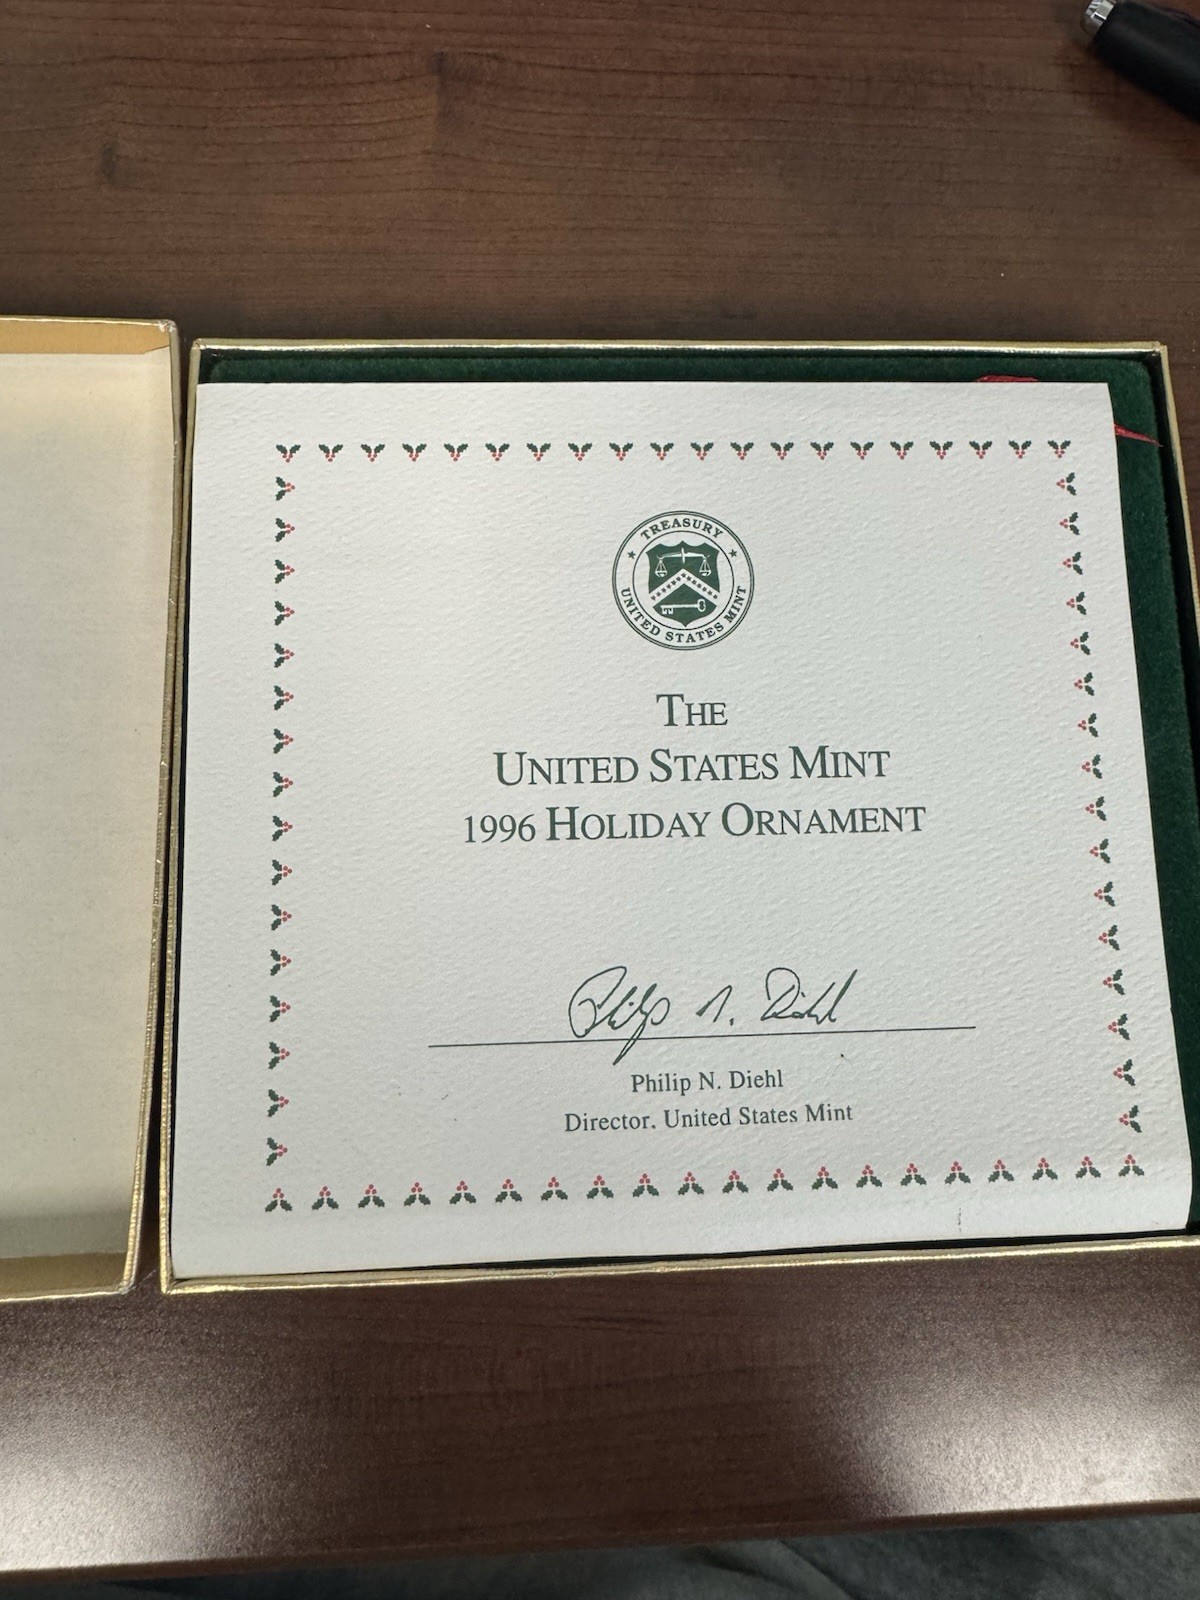 TREASURY
UNITED STATES MINT
THE
UNITED STATES MINT
1996 HOLIDAY ORNAMENT
Philip N. Diehl
Philip N. Diehl
Director, United States Mint